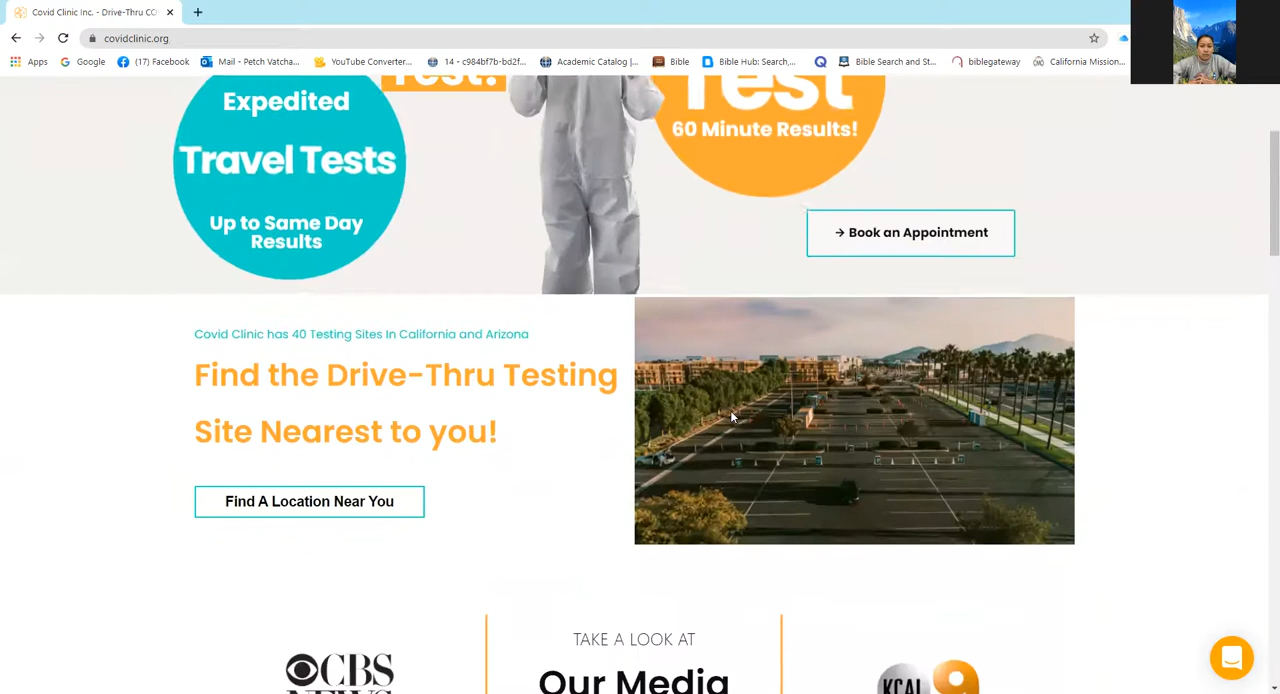 Covid Clinic Inc. - Drive-Thru CO
covidclinic.org
Apps
Google
(17) Facebook
Mail - Petch Vatcha...
YouTube Converter...
14 - c984bf7b-bd2f...
Academic Catalog |...
Bible
Bible Hub: Search,...
Bible Search and St...
biblegateway
California Mission...
Test!
Expedited
Travel Tests
Up to Same Day
Results
Test
60 Minute Results!
→ Book an Appointment
Covid Clinic has 40 Testing Sites In California and Arizona
Find the Drive-Thru Testing
Site Nearest to you!
Find A Location Near You
CBS
NEWS
TAKE A LOOK AT
Our Media
KCAL 9